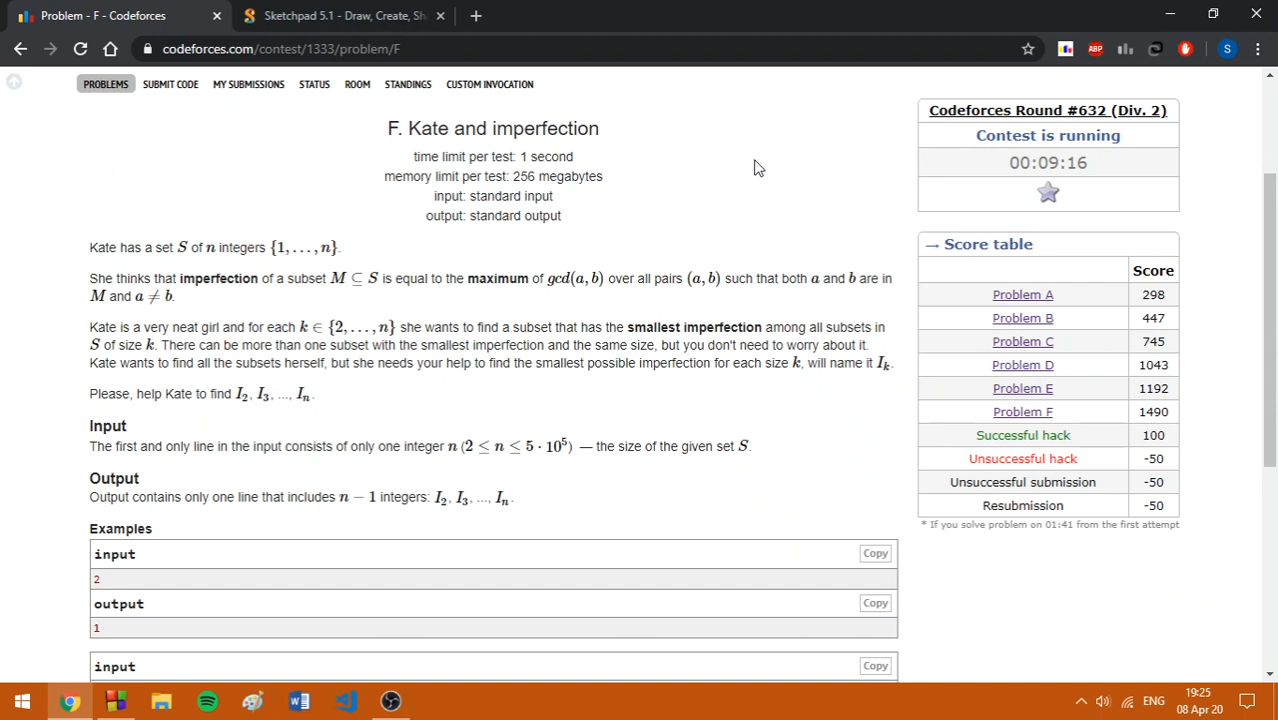 Problem - F - Codeforces
Sketchpad 5.1 - Draw, Create, Sha
codeforces.com/contest/1333/problem/F
ABP
S
PROBLEMS SUBMIT CODE MY SUBMISSIONS STATUS ROOM STANDINGS CUSTOM INVOCATION
F. Kate and imperfection
time limit per test: 1 second
memory limit per test: 256 megabytes
input: standard input
output: standard output
Kate has a set S of n integers {1, . . . , n}.
She thinks that imperfection of a subset M ⊆ S is equal to the maximum of gcd(a, b) over all pairs (a, b) such that both a and b are in
M and a ≠ b.
Kate is a very neat girl and for each k ∈ {2, . . . , n} she wants to find a subset that has the smallest imperfection among all subsets in
S of size k. There can be more than one subset with the smallest imperfection and the same size, but you don't need to worry about it.
Kate wants to find all the subsets herself, but she needs your help to find the smallest possible imperfection for each size k, will name it Iₖ.
Please, help Kate to find I₂, I₃, ..., Iₙ.
Input
The first and only line in the input consists of only one integer n (2 ≤ n ≤ 5 · 10⁵) — the size of the given set S.
Output
Output contains only one line that includes n − 1 integers: I₂, I₃, ..., Iₙ.
Examples
input
Copy
2
output
Copy
1
input
Copy
Codeforces Round #632 (Div. 2)
Contest is running
00:09:16
→ Score table
Score
Problem A 298
Problem B 447
Problem C 745
Problem D 1043
Problem E 1192
Problem F 1490
Successful hack 100
Unsuccessful hack -50
Unsuccessful submission -50
Resubmission -50
* If you solve problem on 01:41 from the first attempt
ENG
19:25
08 Apr 20